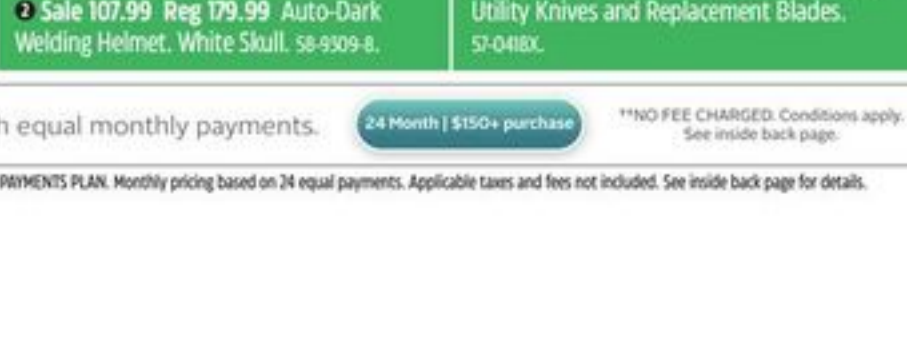 ❷ Sale 107.99 Reg 179.99 Auto-Dark
Welding Helmet. White Skull. 58-9309-8.
Utility Knives and Replacement Blades.
57-0418X.
h equal monthly payments.
24 Month | $150+ purchase
**NO FEE CHARGED. Conditions apply.
See inside back page.
PAYMENTS PLAN. Monthly pricing based on 24 equal payments. Applicable taxes and fees not included. See inside back page for details.